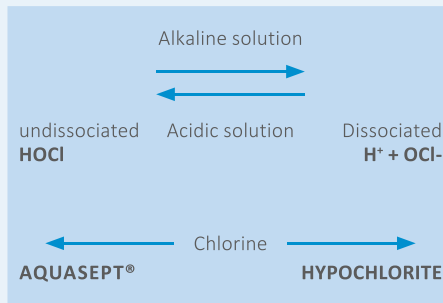 Alkaline solution
undissociated Acidic solution Dissociated
HOCl H⁺ + OCl-
Chlorine
AQUASEPT® HYPOCHLORITE